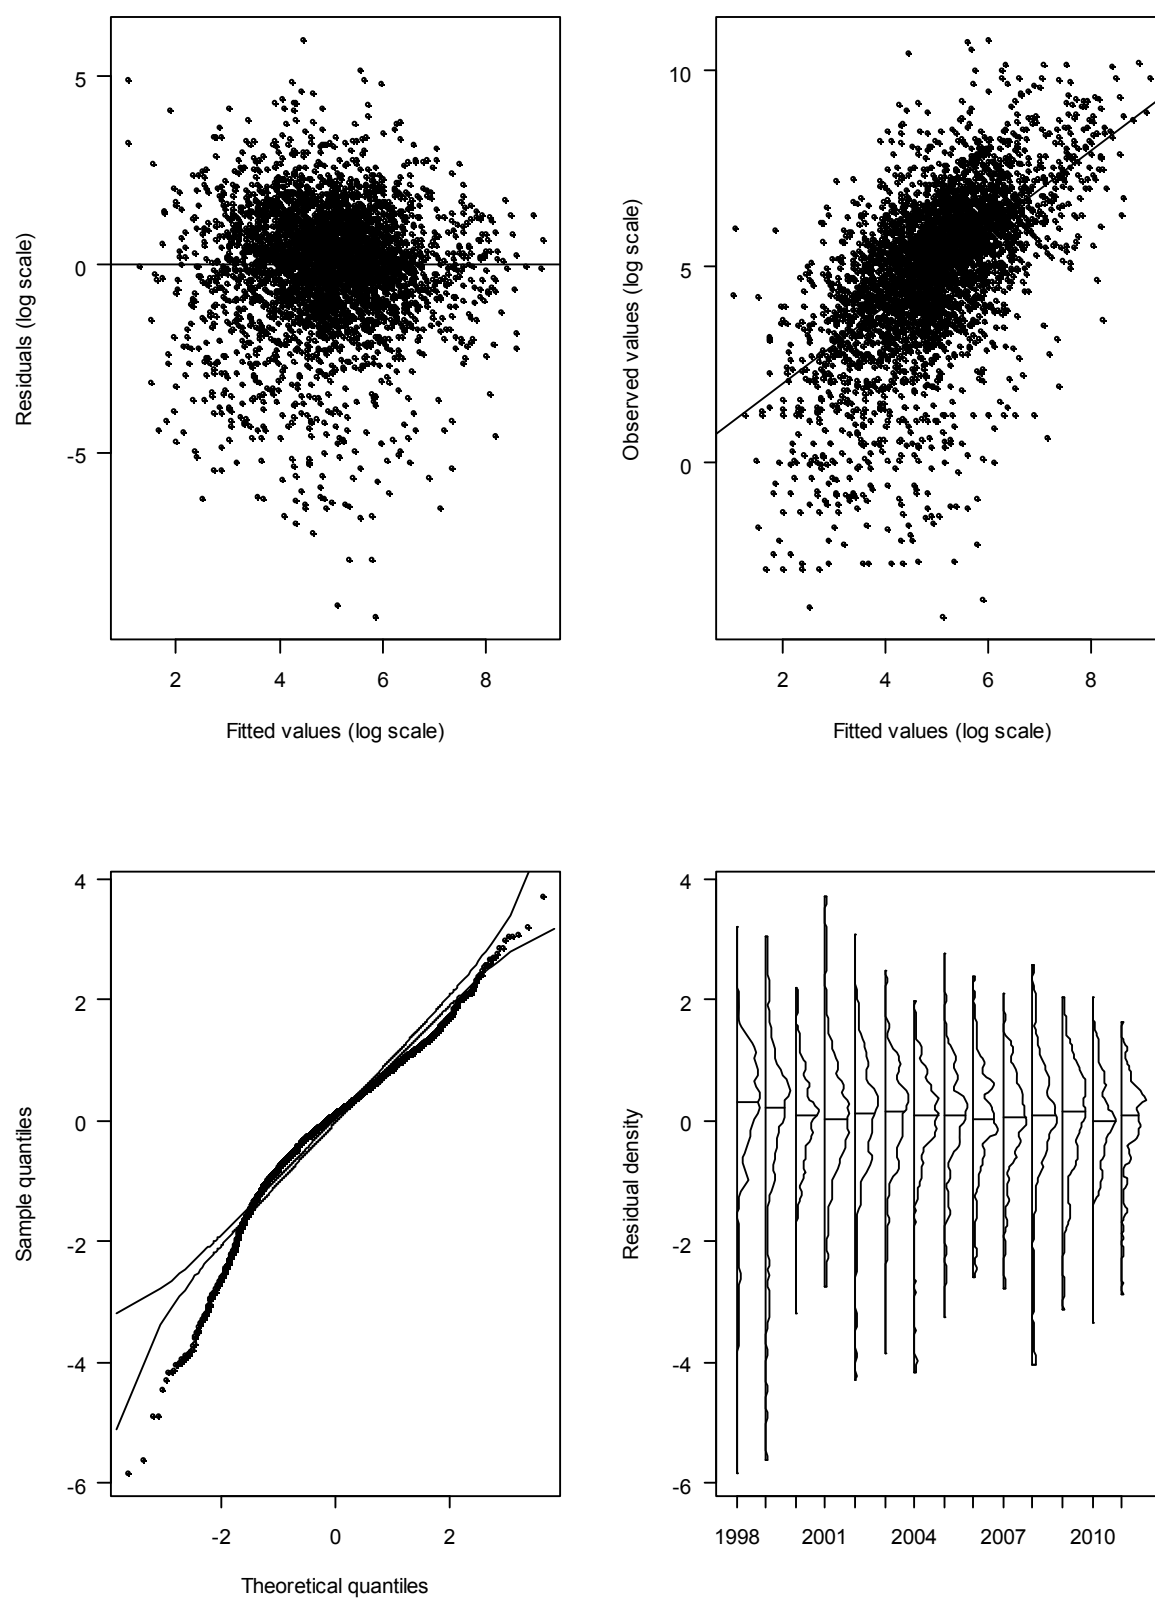 5
0
-5
Residuals (log scale)
2 4 6 8
Fitted values (log scale)
10
5
0
Observed values (log scale)
2 4 6 8
Fitted values (log scale)
4
2
0
-2
-4
-6
Sample quantiles
-2 0 2
Theoretical quantiles
4
2
0
-2
-4
-6
Residual density
1998 2001 2004 2007 2010